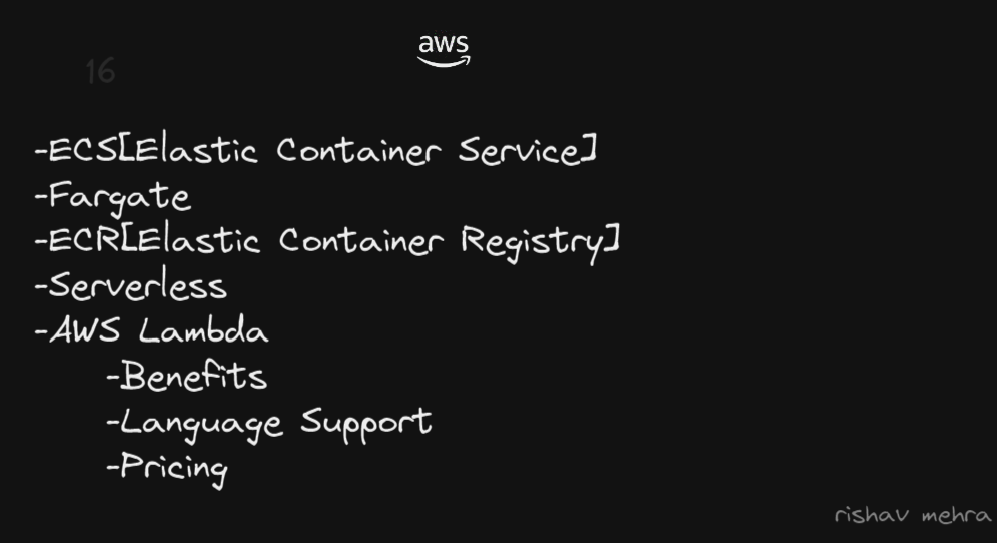 aws
16
-ECS[Elastic Container Service]
-Fargate
-ECR[Elastic Container Registry]
-Serverless
-AWS Lambda
-Benefits
-Language Support
-Pricing
rishav mehra